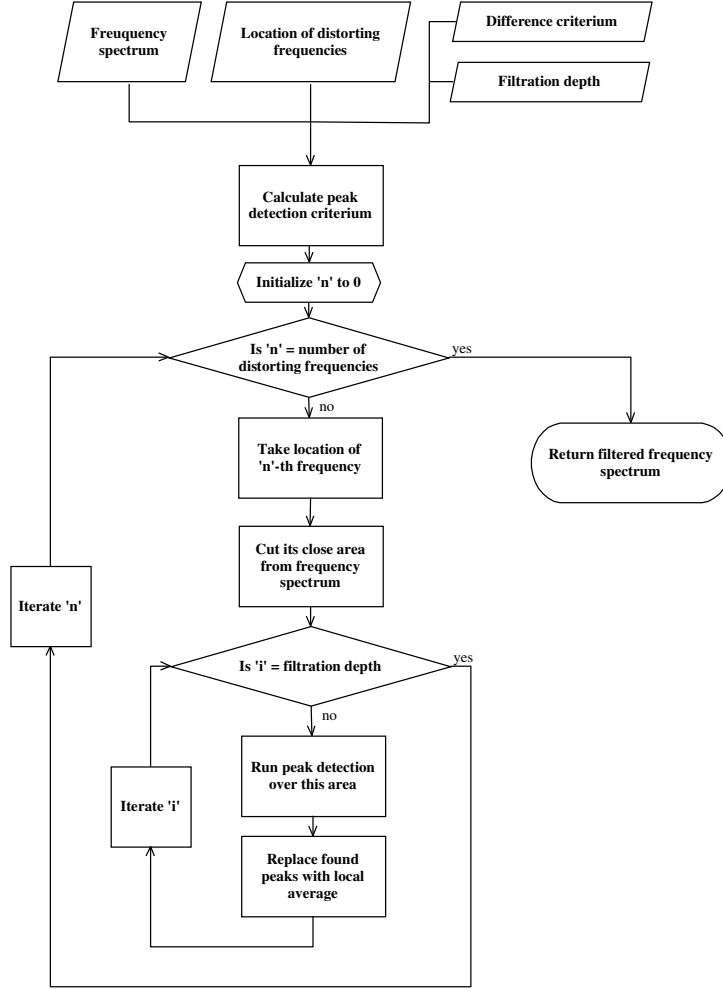 Freuquency
spectrum
Location of distorting
frequencies
Difference criterium
Filtration depth
Calculate peak
detection criterium
Initialize 'n' to 0
Is 'n' = number of
distorting frequencies
yes
no
Take location of
'n'-th frequency
Return filtered frequency
spectrum
Cut its close area
from frequency
spectrum
Iterate 'n'
Is 'i' = filtration depth
yes
no
Run peak detection
over this area
Iterate 'i'
Replace found
peaks with local
average